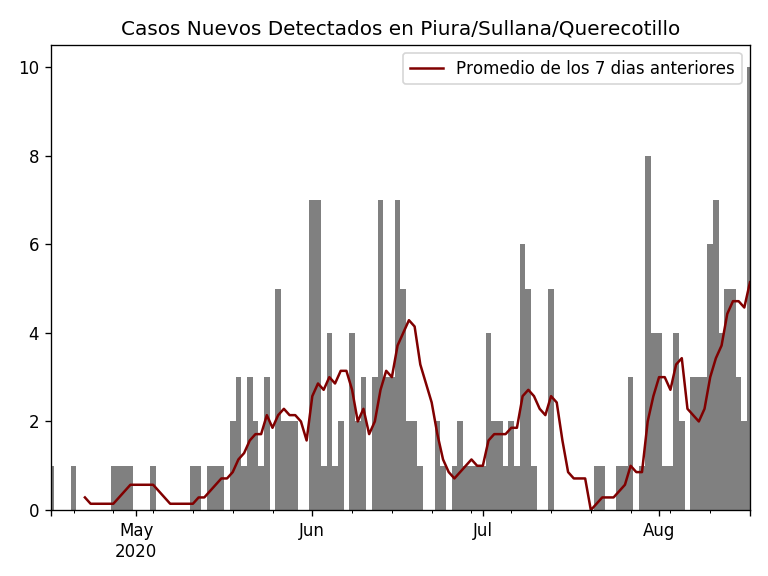 Casos Nuevos Detectados en Piura/Sullana/Querecotillo
Promedio de los 7 dias anteriores
10
8
6
4
2
0
May
2020
Jun
Jul
Aug